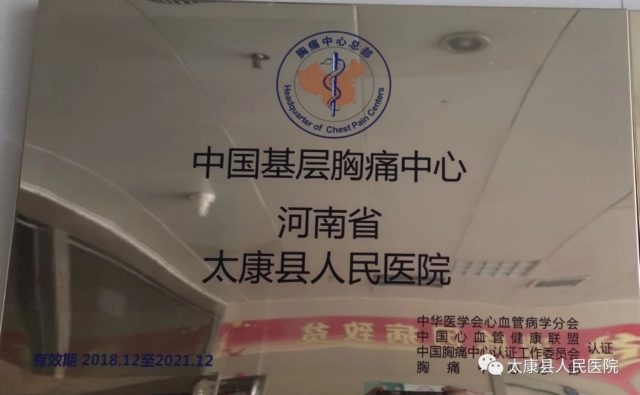 胸痛中心总部
Headquarter of Chest Pain Centers
中国基层胸痛中心
河南省
太康县人民医院
中华医学会心血管病学分会
中国心血管健康联盟
中国胸痛中心认证工作委员会 认证
胸痛
有效期 2018.12至2021.12
病致贫
太康县人民医院